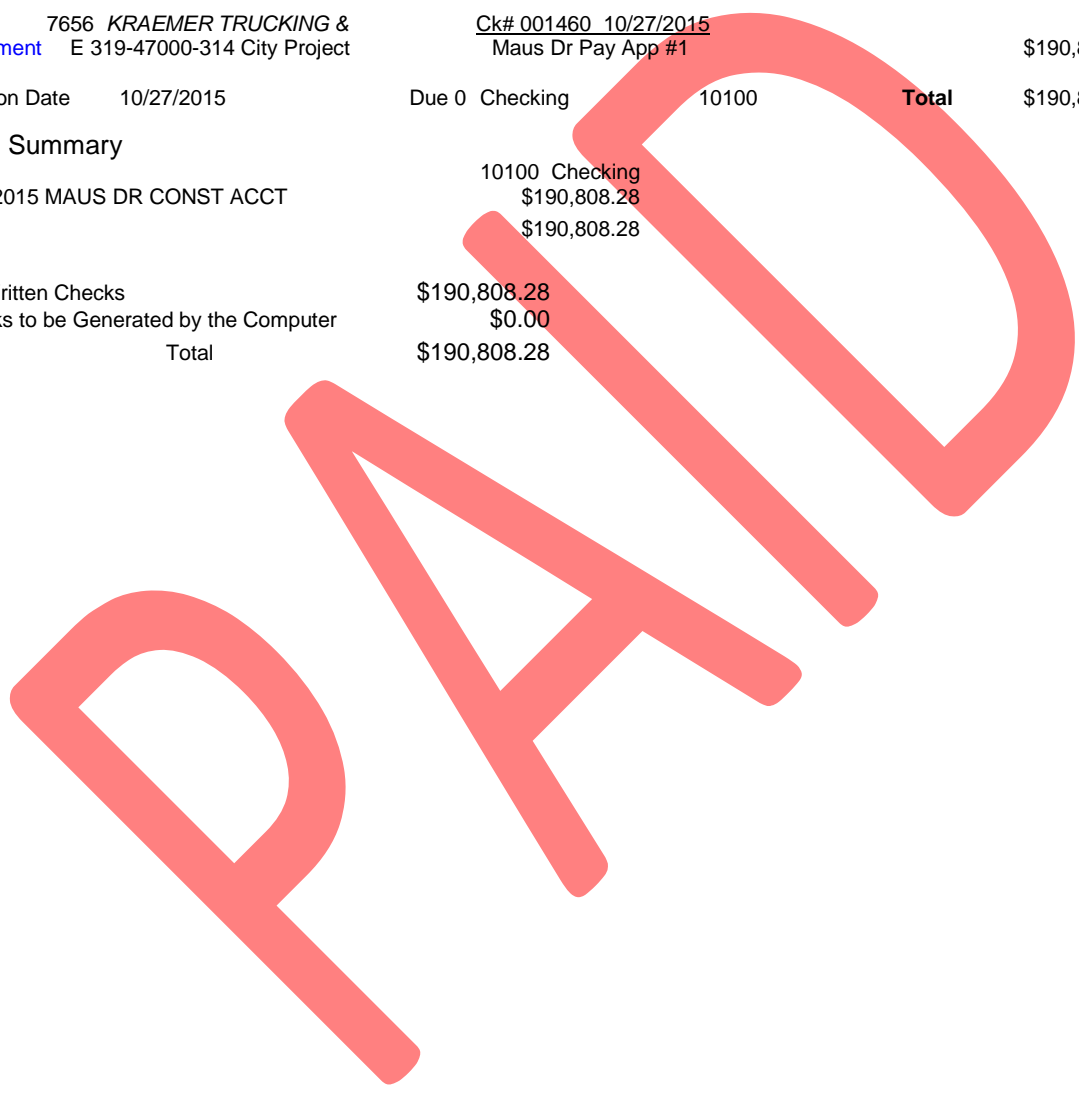 7656 KRAEMER TRUCKING & Ck# 001460 10/27/2015
ment E 319-47000-314 City Project Maus Dr Pay App #1 $190,8
on Date 10/27/2015 Due 0 Checking 10100 Total $190,8
Summary
10100 Checking
2015 MAUS DR CONST ACCT $190,808.28
$190,808.28
ritten Checks $190,808.28
ks to be Generated by the Computer $0.00
Total $190,808.28
PAID